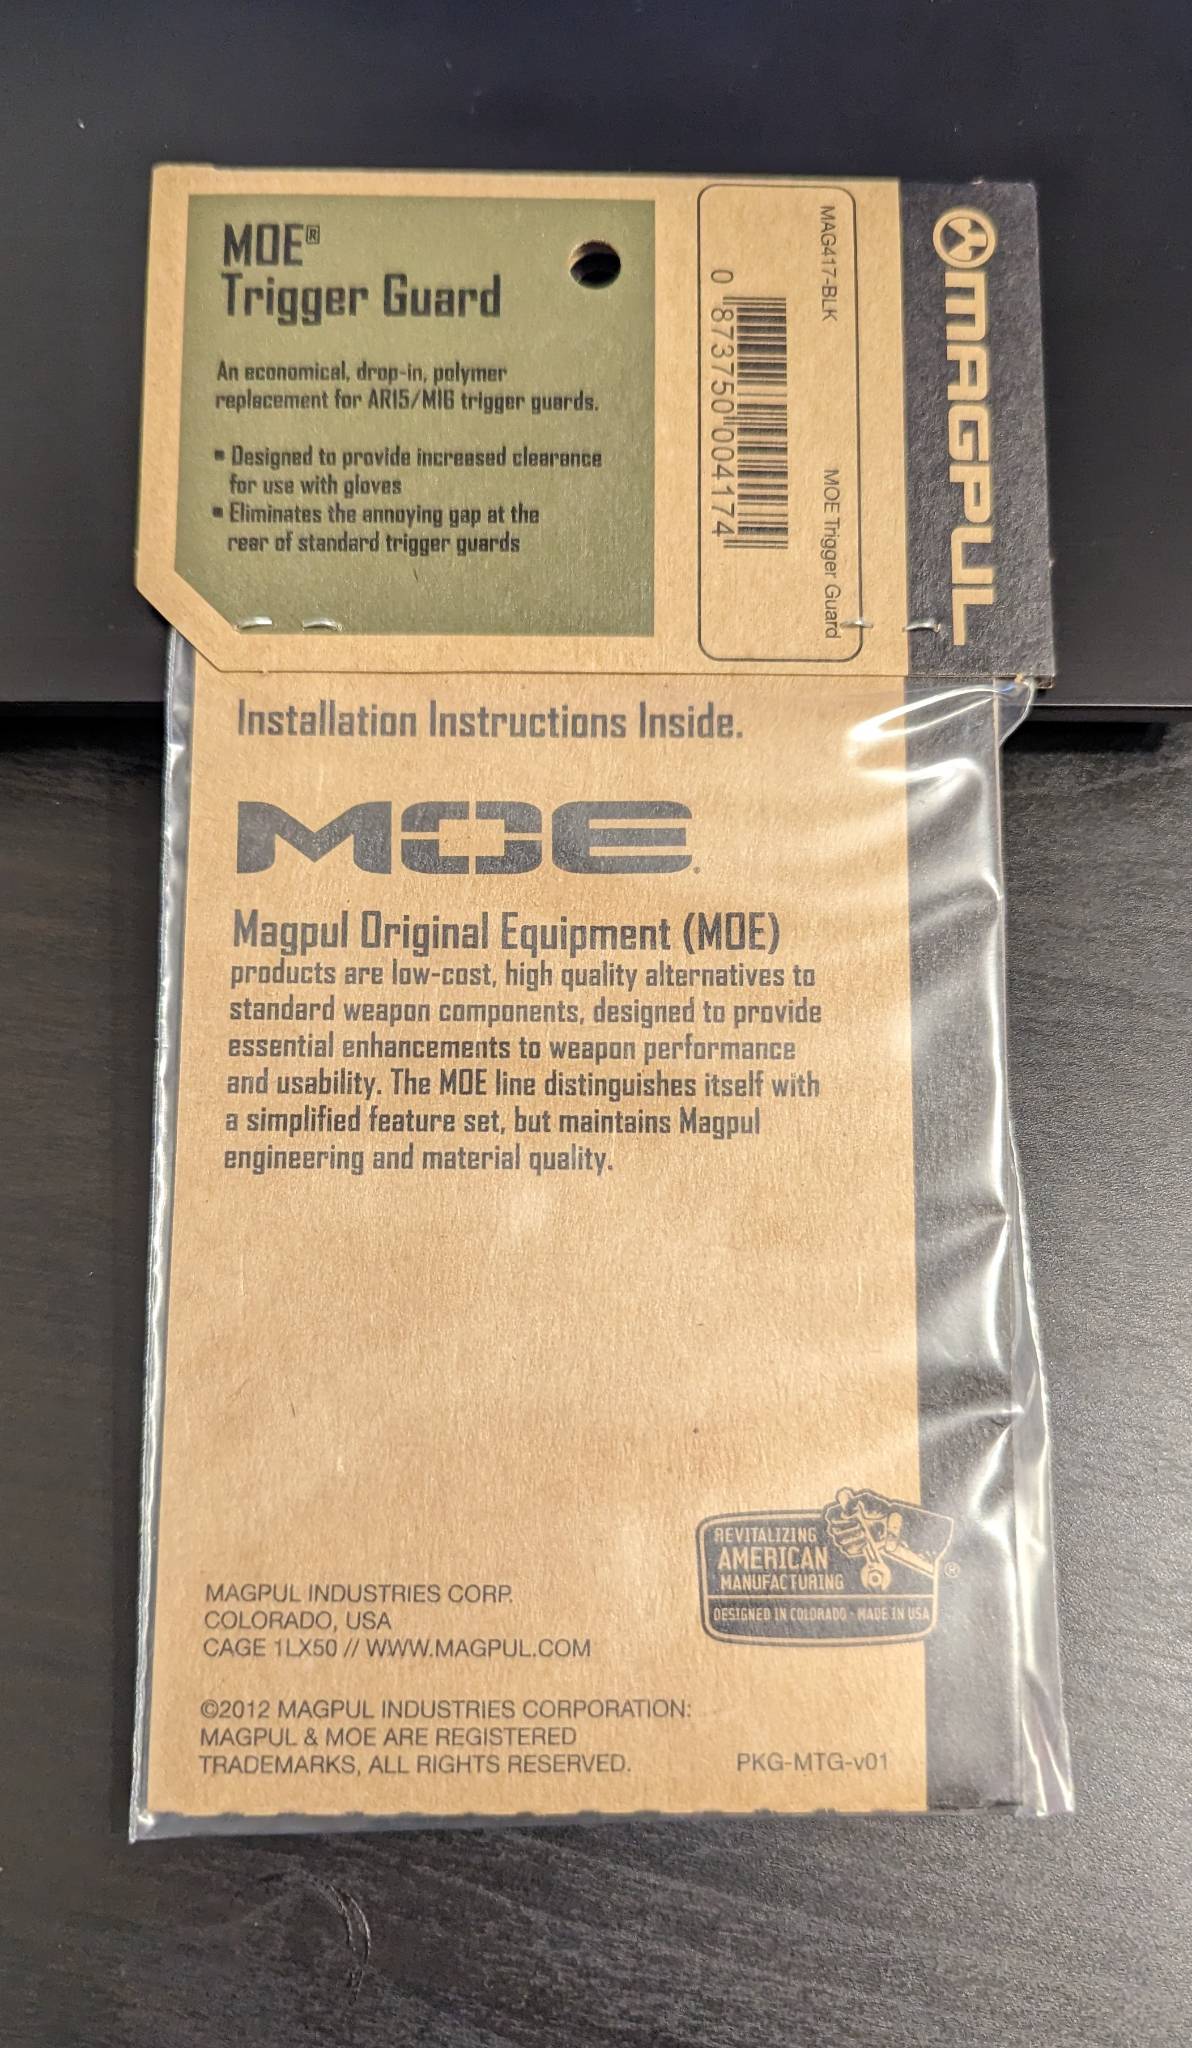 MOE®
Trigger Guard
An economical, drop-in, polymer
replacement for AR15/M16 trigger guards.
▪ Designed to provide increased clearance
for use with gloves
▪ Eliminates the annoying gap at the
rear of standard trigger guards
MAG417-BLK
MOE Trigger Guard
0 873750 004174
MAGPUL
Installation Instructions Inside.
MOE.
Magpul Original Equipment (MOE)
products are low-cost, high quality alternatives to
standard weapon components, designed to provide
essential enhancements to weapon performance
and usability. The MOE line distinguishes itself with
a simplified feature set, but maintains Magpul
engineering and material quality.
REVITALIZING
AMERICAN
MANUFACTURING
®
DESIGNED IN COLORADO · MADE IN USA
MAGPUL INDUSTRIES CORP.
COLORADO, USA
CAGE 1LX50 // WWW.MAGPUL.COM
©2012 MAGPUL INDUSTRIES CORPORATION:
MAGPUL & MOE ARE REGISTERED
TRADEMARKS, ALL RIGHTS RESERVED.
PKG-MTG-v01